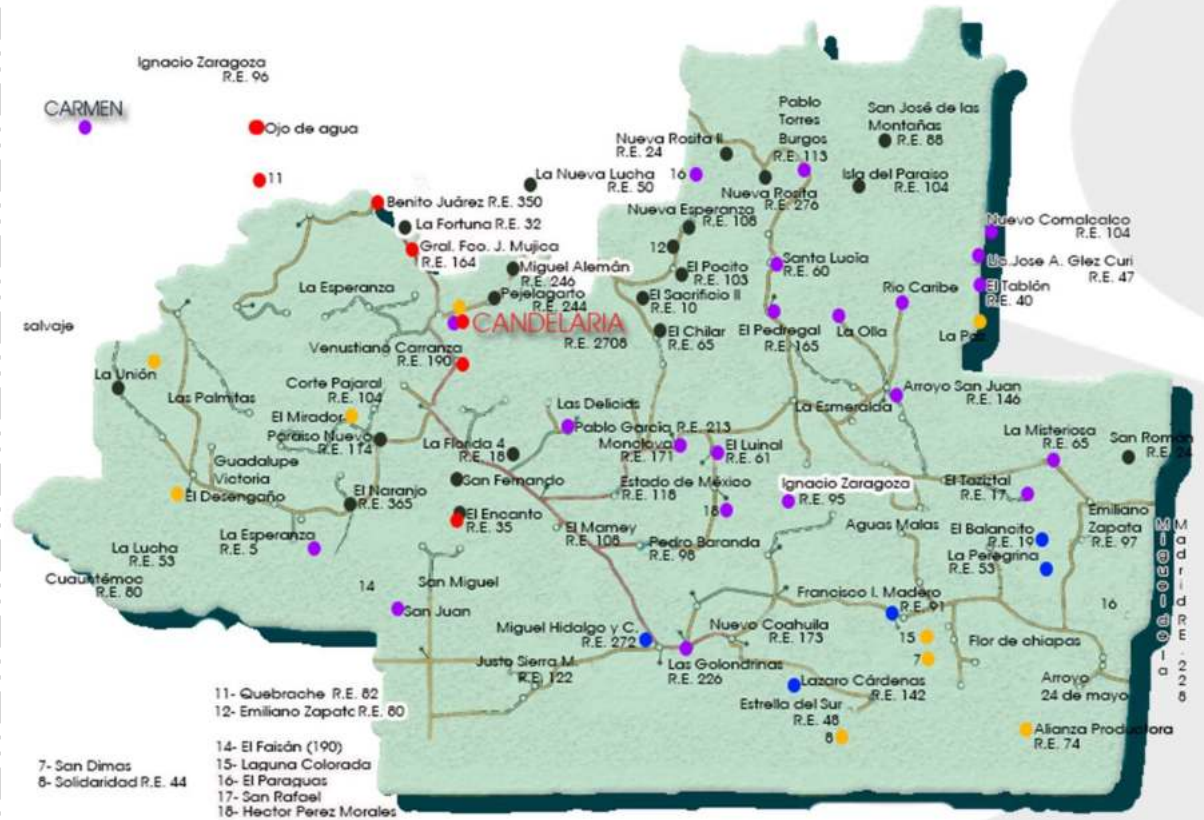 Ignacio Zaragoza
R.E. 96
CARMEN
Ojo de agua
11
Benito Juárez R.E. 350
La Fortuna R.E. 32
Gral. Fco. J. Mujica
R.E. 164
La Nueva Lucha
R.E. 50
Nueva Rosita II
R.E. 24
16
Pablo
Torres
Burgos
R.E. 113
San José de las
Montañas
R.E. 88
Isla del Paraiso
R.E. 104
Nueva Rosita
R.E. 276
Nueva Esperanza
R.E. 108
12
Nuevo Comalcalco
R.E. 104
Lic.Jose A. Glez Curi
R.E. 47
El Tablón
R.E. 40
La Paz
Miguel Alemán
R.E. 246
El Pocito
R.E. 103
Santa Lucia
R.E. 60
La Esperanza
Pejelagarto
R.E. 244
El Sacrificio II
R.E. 10
Rio Caribe
salvaje
CANDELARIA
R.E. 2708
El Chilar
R.E. 65
El Pedregal
R.E. 165
La Olla
Venustiano Carranza
R.E. 190
La Unión
Las Palmitas
Corte Pajaral
R.E. 104
El Mirador
Paraiso Nuevo
R.E. 114
Las Delicias
Pablo García R.E. 213
La Esmeralda
Arroyo San Juan
R.E. 146
La Florida 4
R.E. 18
Monclova
R.E. 171
El Luinal
R.E. 61
La Misteriosa
R.E. 65
San Roman
R.E. 24
Guadalupe
Victoria
El Desengaño
El Naranjo
R.E. 365
San Fernando
Estado de México
R.E. 118
Ignacio Zaragoza
R.E. 95
18
R.E. 17
El Encanto
R.E. 35
El Mamey
R.E. 108
Aguas Malas
El Balancito
R.E. 19
Emiliano
Zapata
R.E. 97
La Lucha
R.E. 53
La Esperanza
R.E. 5
Pedro Baranda
R.E. 98
La Peregrina
R.E. 53
Cuauntémoc
R.E. 80
14
San Miguel
San Juan
Francisco I. Madero
R.E. 91
16
Miguel de la
Madrid R.E. 228
Miguel Hidalgo y C.
R.E. 272
Nuevo Coahuila
R.E. 173
15
7
Flor de chiapas
Justo Sierra M.
R.E. 122
Las Golondrinas
R.E. 226
Lazaro Cárdenas
R.E. 142
Arroyo
24 de mayo
Estrella del Sur
R.E. 48
8
Alianza Productora
R.E. 74
11- Quebrache R.E. 82
12- Emiliano Zapata R.E. 80
14- El Faisán (190)
15- Laguna Colorada
16- El Paraguas
17- San Rafael
18- Hector Perez Morales
7- San Dimas
8- Solidaridad R.E. 44